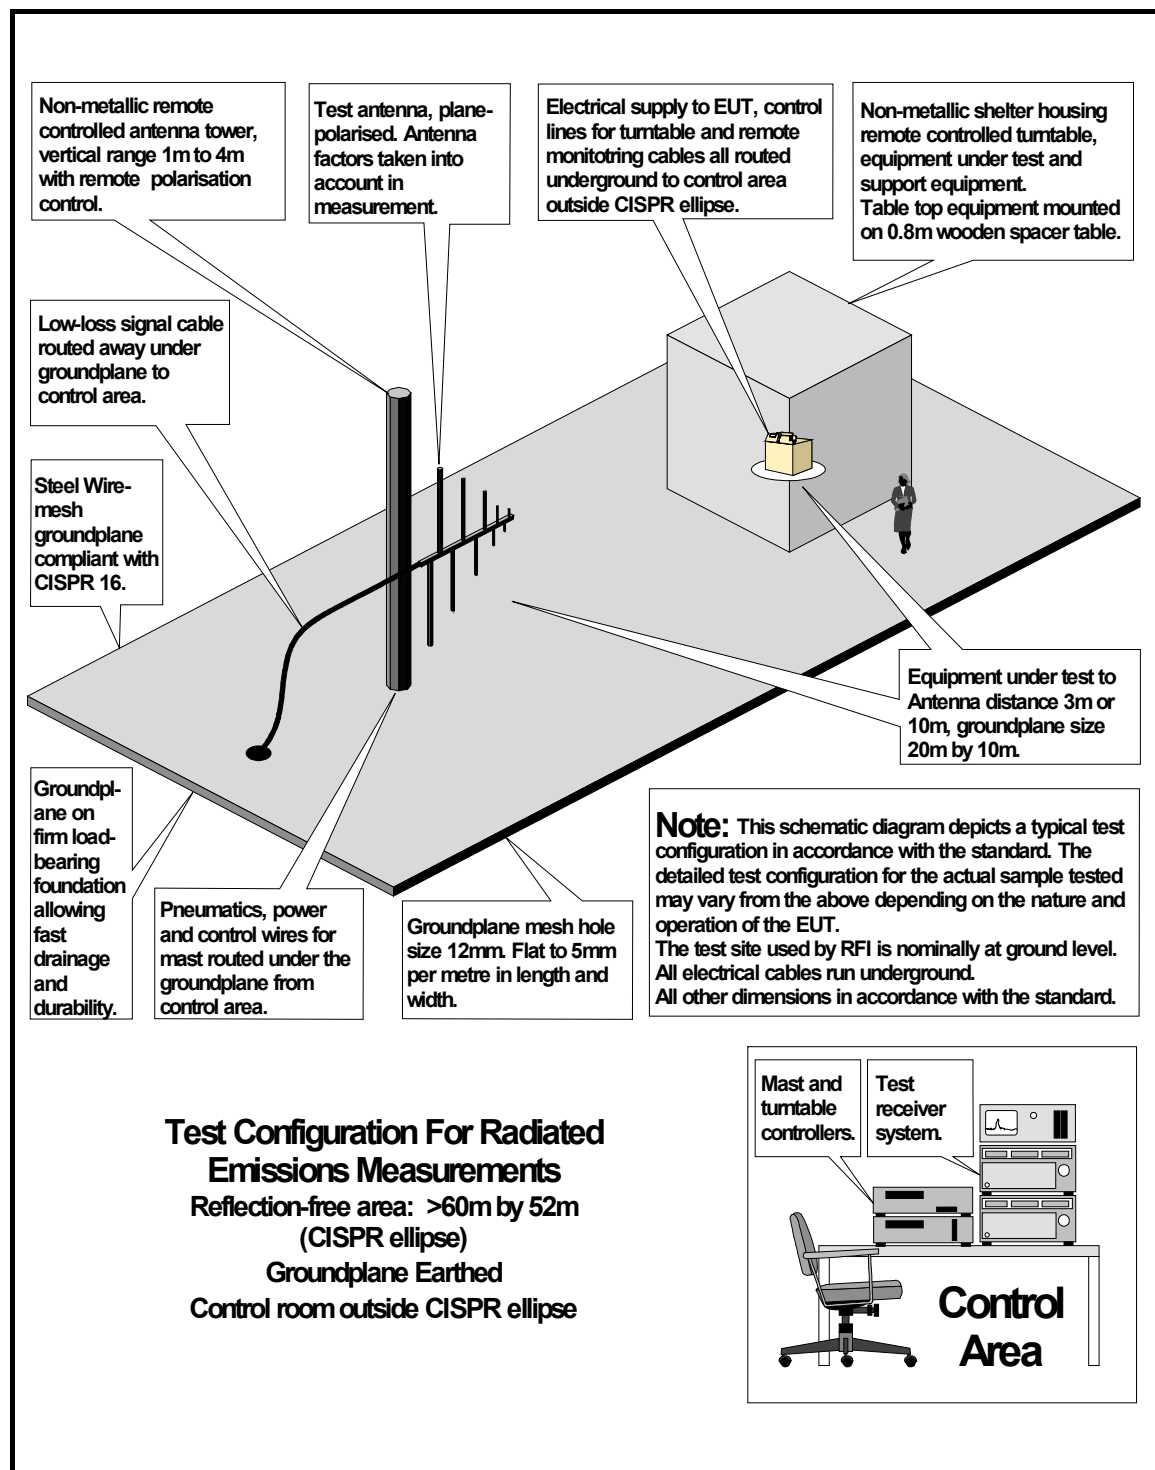 Non-metallic remote
controlled antenna tower,
vertical range 1m to 4m
with remote polarisation
control.
Test antenna, plane-
polarised. Antenna
factors taken into
account in
measurement.
Electrical supply to EUT, control
lines for turntable and remote
monitotring cables all routed
underground to control area
outside CISPR ellipse.
Non-metallic shelter housing
remote controlled turntable,
equipment under test and
support equipment.
Table top equipment mounted
on 0.8m wooden spacer table.
Low-loss signal cable
routed away under
groundplane to
control area.
Steel Wire-
mesh
groundplane
compliant with
CISPR 16.
Equipment under test to
Antenna distance 3m or
10m, groundplane size
20m by 10m.
Groundpl-
ane on
firm load-
bearing
foundation
allowing
fast
drainage
and
durability.
Pneumatics, power
and control wires for
mast routed under the
groundplane from
control area.
Groundplane mesh hole
size 12mm. Flat to 5mm
per metre in length and
width.
Note: This schematic diagram depicts a typical test
configuration in accordance with the standard. The
detailed test configuration for the actual sample tested
may vary from the above depending on the nature and
operation of the EUT.
The test site used by RFI is nominally at ground level.
All electrical cables run underground.
All other dimensions in accordance with the standard.
Test Configuration For Radiated
Emissions Measurements
Reflection-free area: >60m by 52m
(CISPR ellipse)
Groundplane Earthed
Control room outside CISPR ellipse
Mast and
turntable
controllers.
Test
receiver
system.
Control
Area